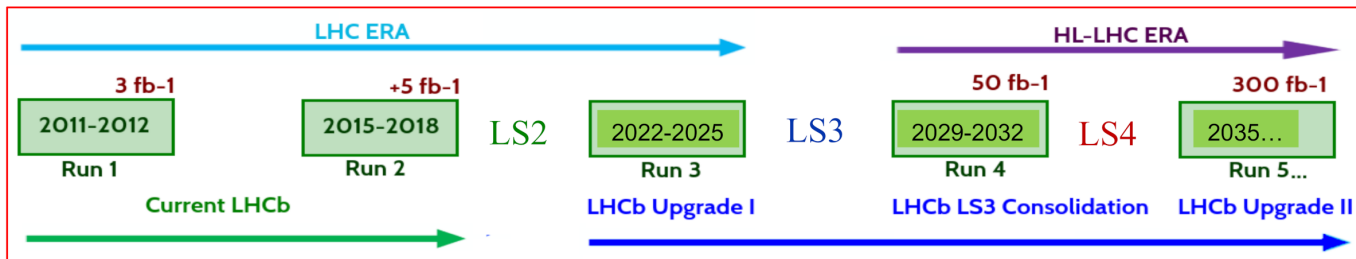 LHC ERA
HL-LHC ERA
3 fb-1
+5 fb-1
50 fb-1
300 fb-1
2011-2012
2015-2018
LS2
2022-2025
LS3
2029-2032
LS4
2035...
Run 1
Run 2
Run 3
Run 4
Run 5...
Current LHCb
LHCb Upgrade I
LHCb LS3 Consolidation
LHCb Upgrade II